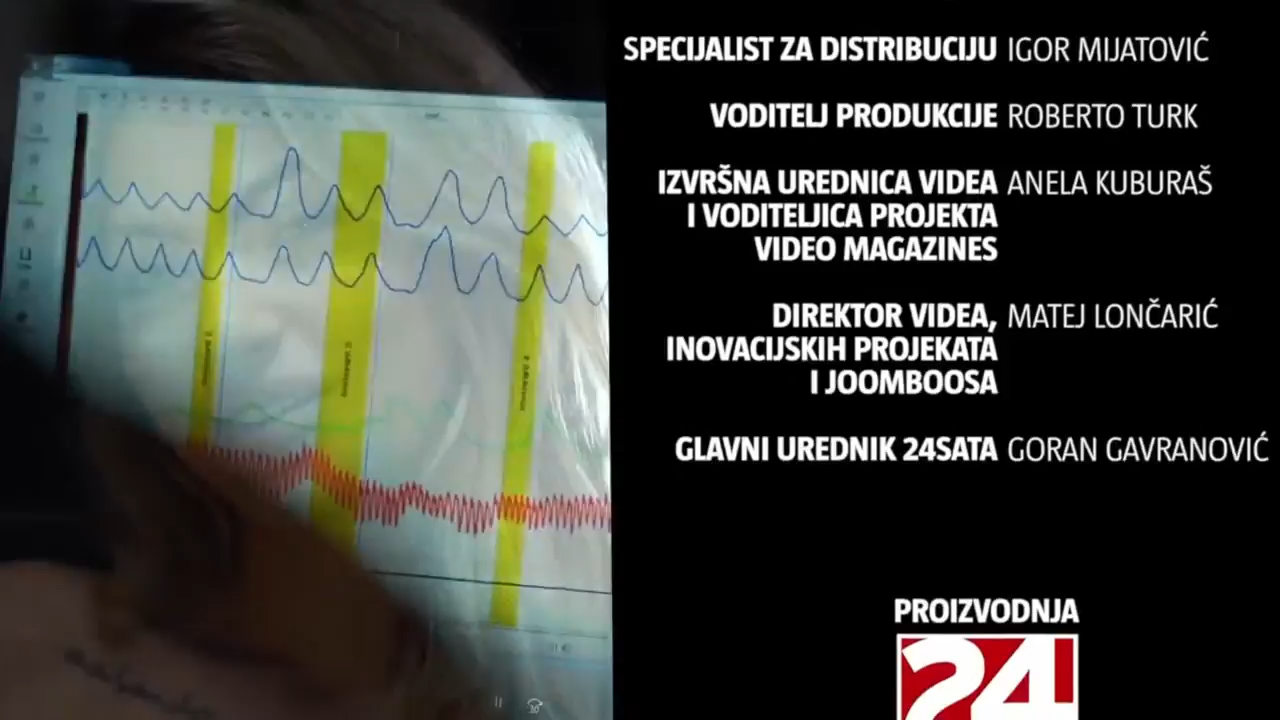 SPECIJALIST ZA DISTRIBUCIJU IGOR MIJATOVIĆ
VODITELJ PRODUKCIJE ROBERTO TURK
IZVRŠNA UREDNICA VIDEA ANELA KUBURAŠ
I VODITELJICA PROJEKTA
VIDEO MAGAZINES
DIREKTOR VIDEA, MATEJ LONČARIĆ
INOVACIJSKIH PROJEKATA
I JOOMBOOSA
GLAVNI UREDNIK 24SATA GORAN GAVRANOVIĆ
PROIZVODNJA
24